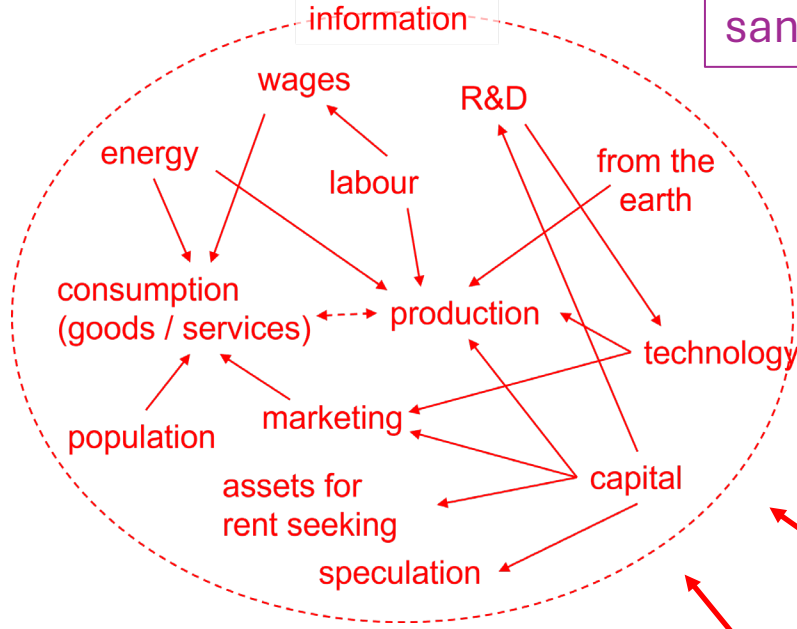 information
san
wages
R&D
energy
from the
earth
labour
consumption
(goods / services)
production
technology
marketing
population
capital
assets for
rent seeking
speculation